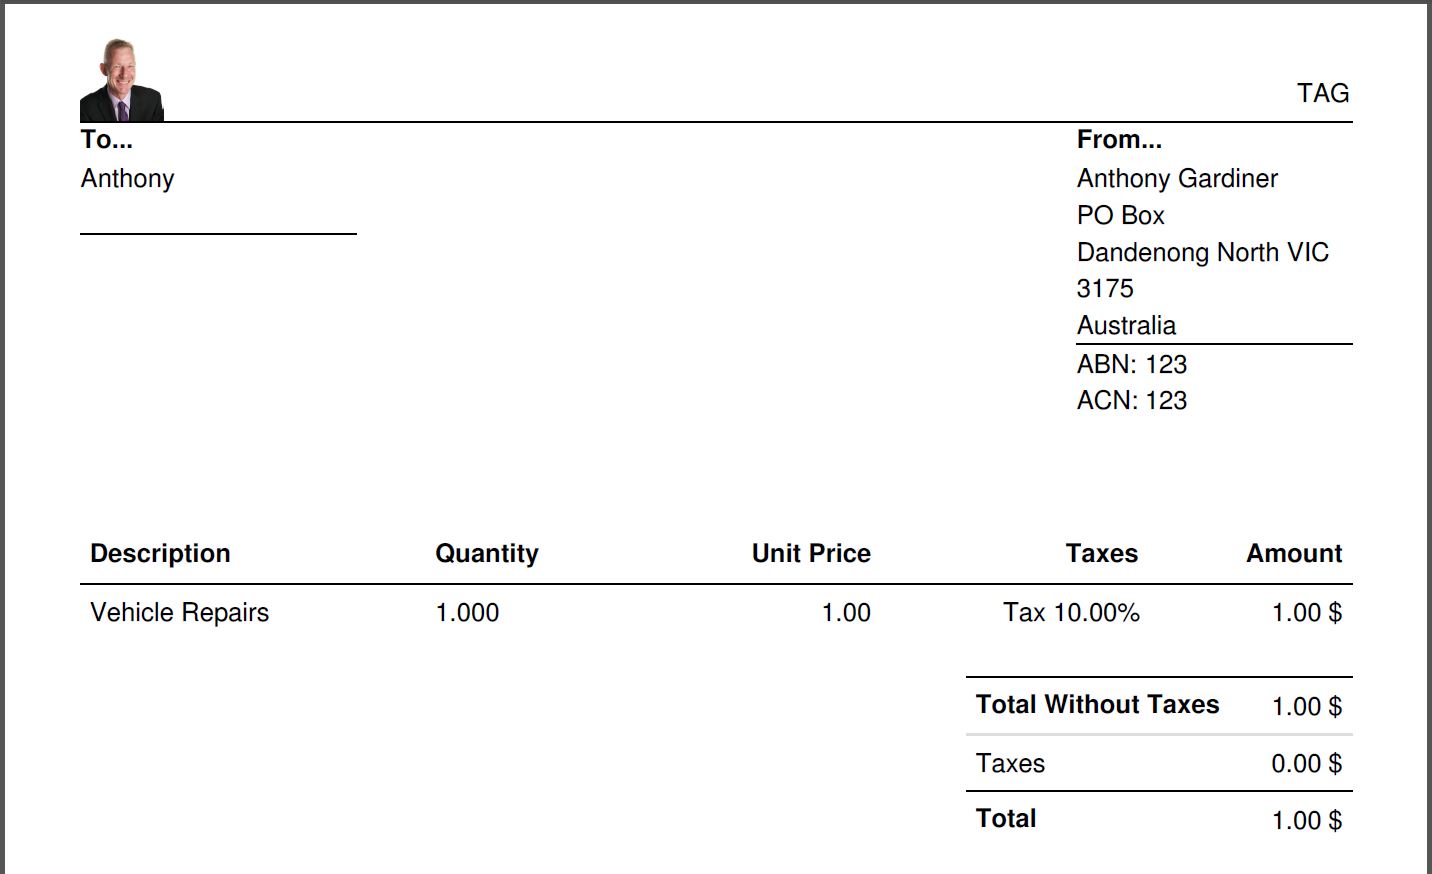 TAG
To...
Anthony
From...
Anthony Gardiner
PO Box
Dandenong North VIC
3175
Australia
ABN: 123
ACN: 123
Description Quantity Unit Price Taxes Amount
Vehicle Repairs 1.000 1.00 Tax 10.00% 1.00 $
Total Without Taxes 1.00 $
Taxes 0.00 $
Total 1.00 $